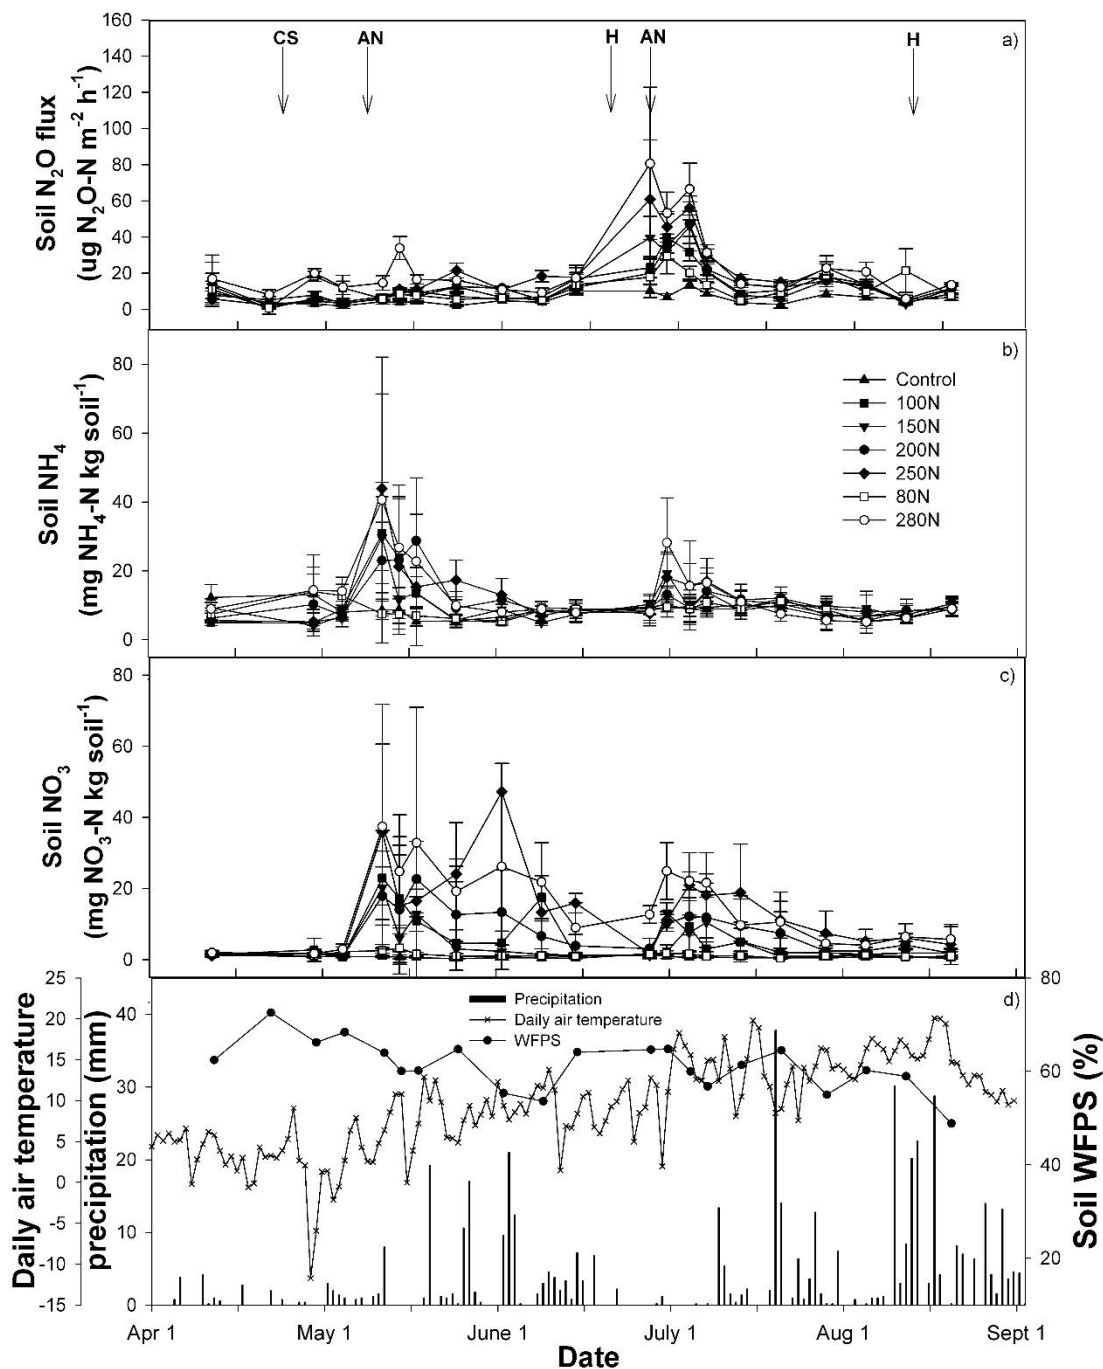 160
140
120
100
80
60
40
20
0
Soil N₂O flux
(ug N₂O-N m⁻² h⁻¹)
CS
AN
H
AN
H
a)
80
60
40
20
0
Soil NH₄
(mg NH₄-N kg soil⁻¹)
b)
Control
100N
150N
200N
250N
80N
280N
80
60
40
20
0
Soil NO₃
(mg NO₃-N kg soil⁻¹)
c)
25
20
15
10
5
0
-5
-10
-15
Daily air temperature
precipitation (mm)
40
30
20
10
0
Precipitation
Daily air temperature
WFPS
d)
80
60
40
20
Soil WFPS (%)
Apr 1
May 1
June 1
July 1
Aug 1
Sept 1
Date